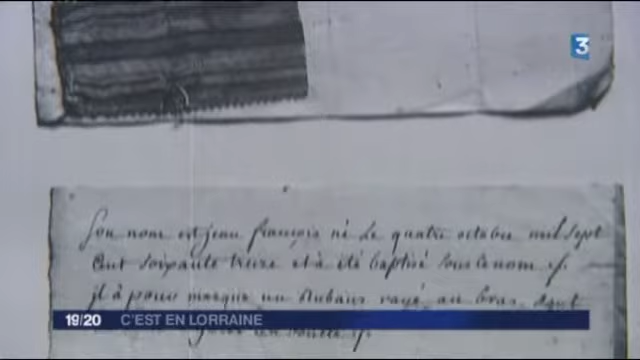 3
Son nom est jean françois né le quatre octobre mil sept
cent soixante treize et à été baptisé sous le nom
il à pour marque un Rubans rayé au bras
19/20 C'EST EN LORRAINE